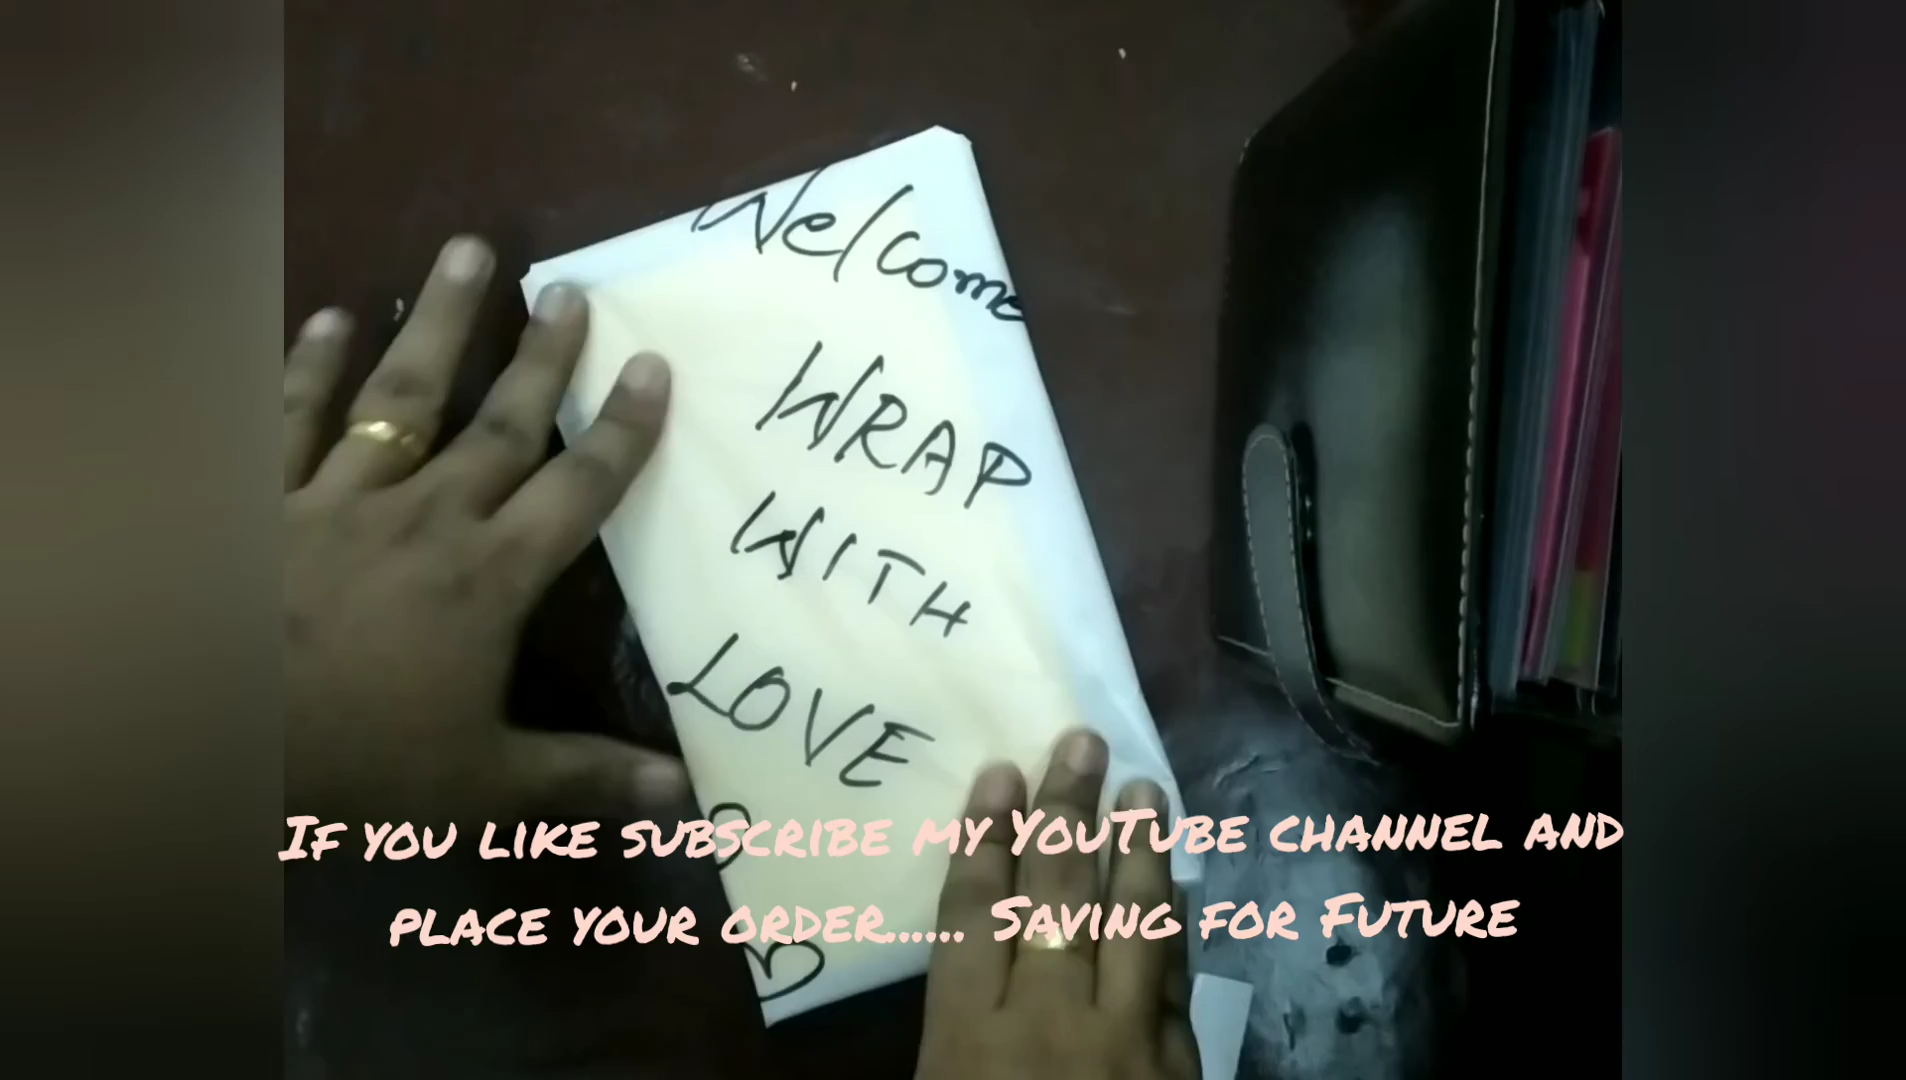 Welcome
WRAP
WITH
LOVE
If you like subscribe my YouTube channel and
place your order...... Saving for Future